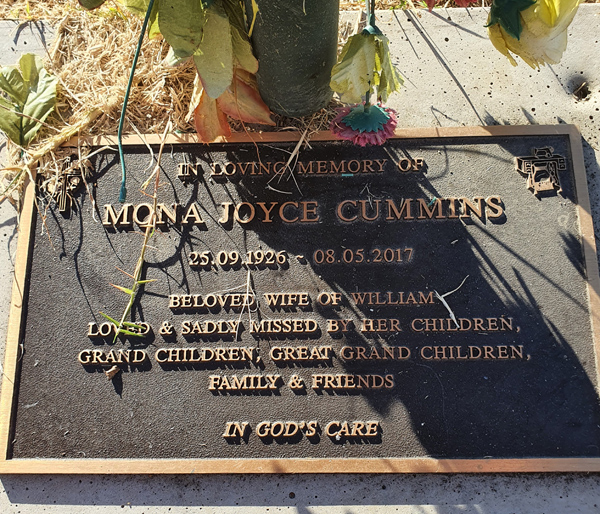 IN LOVING MEMORY OF
MONA JOYCE CUMMINS
25.09.1926 ~ 08.05.2017
BELOVED WIFE OF WILLIAM
LOVED & SADLY MISSED BY HER CHILDREN,
GRAND CHILDREN, GREAT GRAND CHILDREN,
FAMILY & FRIENDS
IN GOD'S CARE